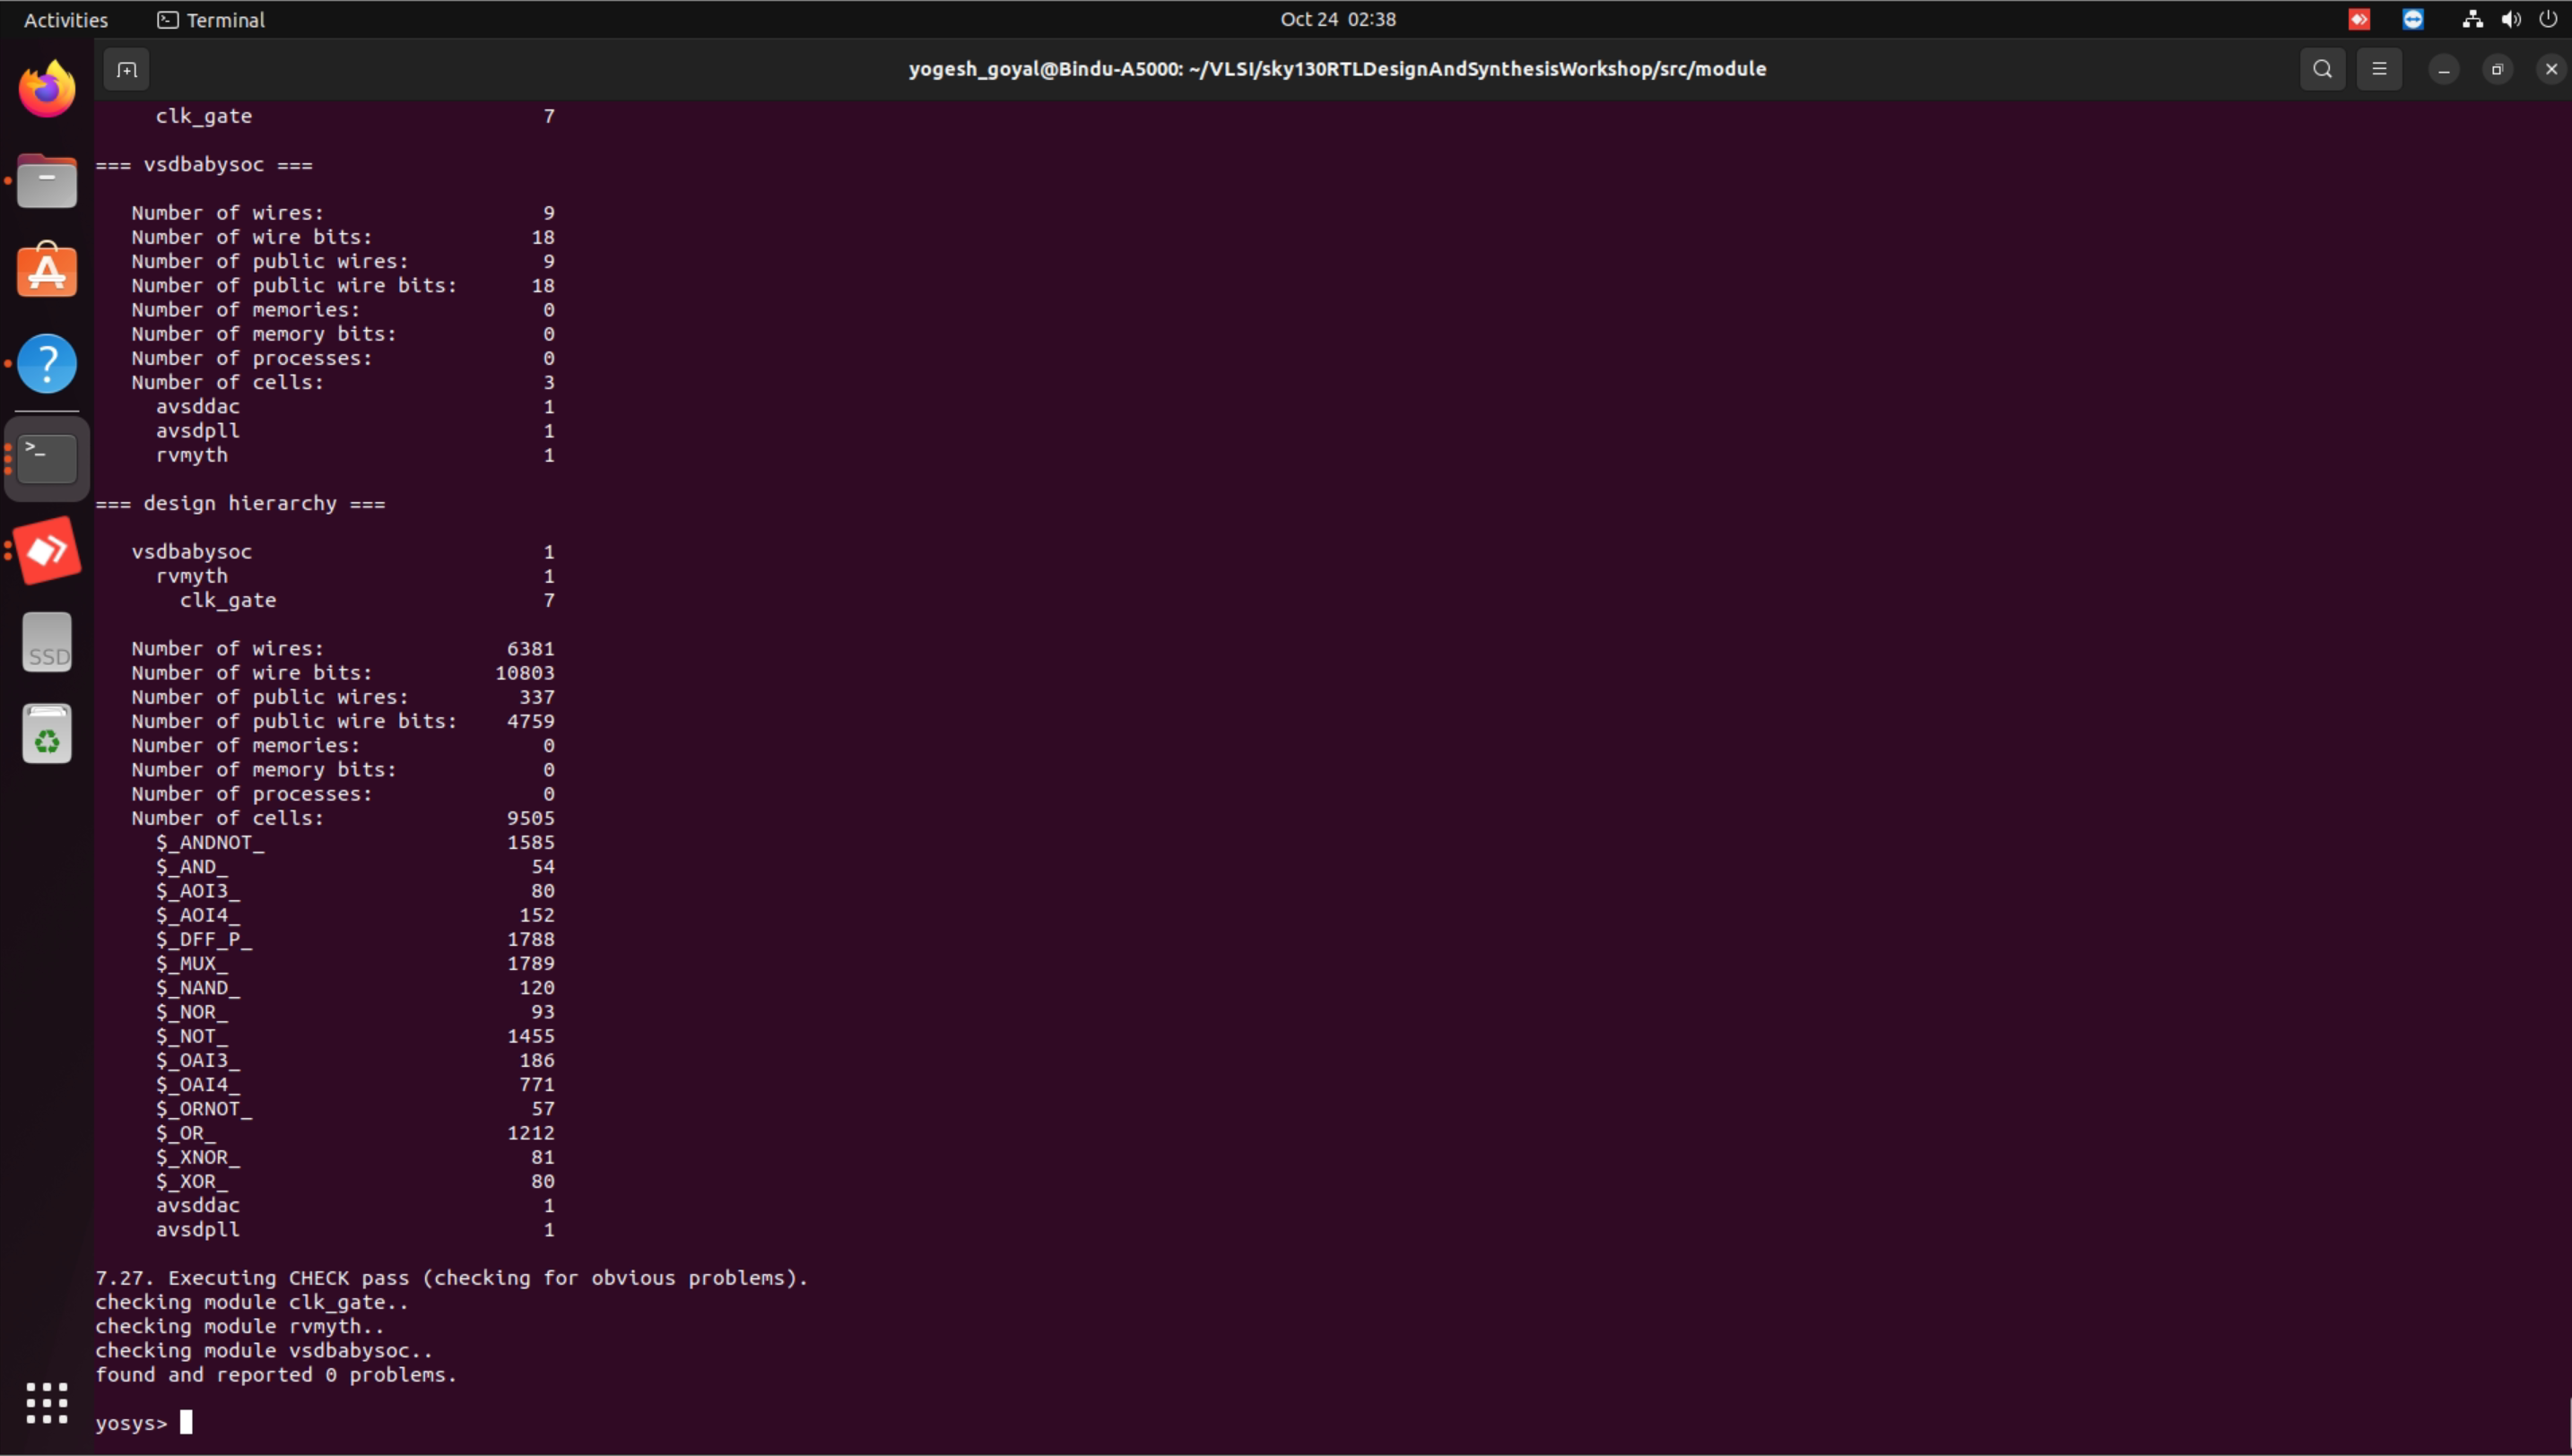 Activities Terminal Oct 24 02:38
yogesh_goyal@Bindu-A5000: ~/VLSI/sky130RTLDesignAndSynthesisWorkshop/src/module
clk_gate 7
=== vsdbabysoc ===
Number of wires: 9
Number of wire bits: 18
Number of public wires: 9
Number of public wire bits: 18
Number of memories: 0
Number of memory bits: 0
Number of processes: 0
Number of cells: 3
avsddac 1
avsdpll 1
rvmyth 1
=== design hierarchy ===
vsdbabysoc 1
rvmyth 1
clk_gate 7
Number of wires: 6381
Number of wire bits: 10803
Number of public wires: 337
Number of public wire bits: 4759
Number of memories: 0
Number of memory bits: 0
Number of processes: 0
Number of cells: 9505
$_ANDNOT_ 1585
$_AND_ 54
$_AOI3_ 80
$_AOI4_ 152
$_DFF_P_ 1788
$_MUX_ 1789
$_NAND_ 120
$_NOR_ 93
$_NOT_ 1455
$_OAI3_ 186
$_OAI4_ 771
$_ORNOT_ 57
$_OR_ 1212
$_XNOR_ 81
$_XOR_ 80
avsddac 1
avsdpll 1
7.27. Executing CHECK pass (checking for obvious problems).
checking module clk_gate..
checking module rvmyth..
checking module vsdbabysoc..
found and reported 0 problems.
yosys>
SSD